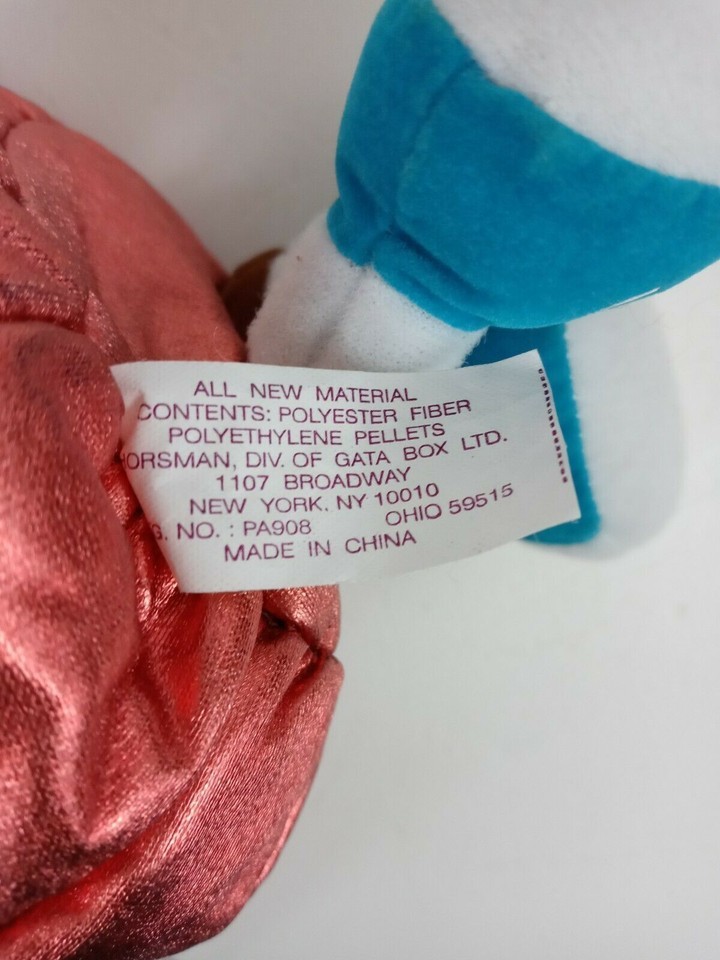 ALL NEW MATERIAL
CONTENTS: POLYESTER FIBER
POLYETHYLENE PELLETS
HORSMAN, DIV. OF GATA BOX LTD.
1107 BROADWAY
NEW YORK. NY 10010
G. NO. : PA908 OHIO 59515
MADE IN CHINA